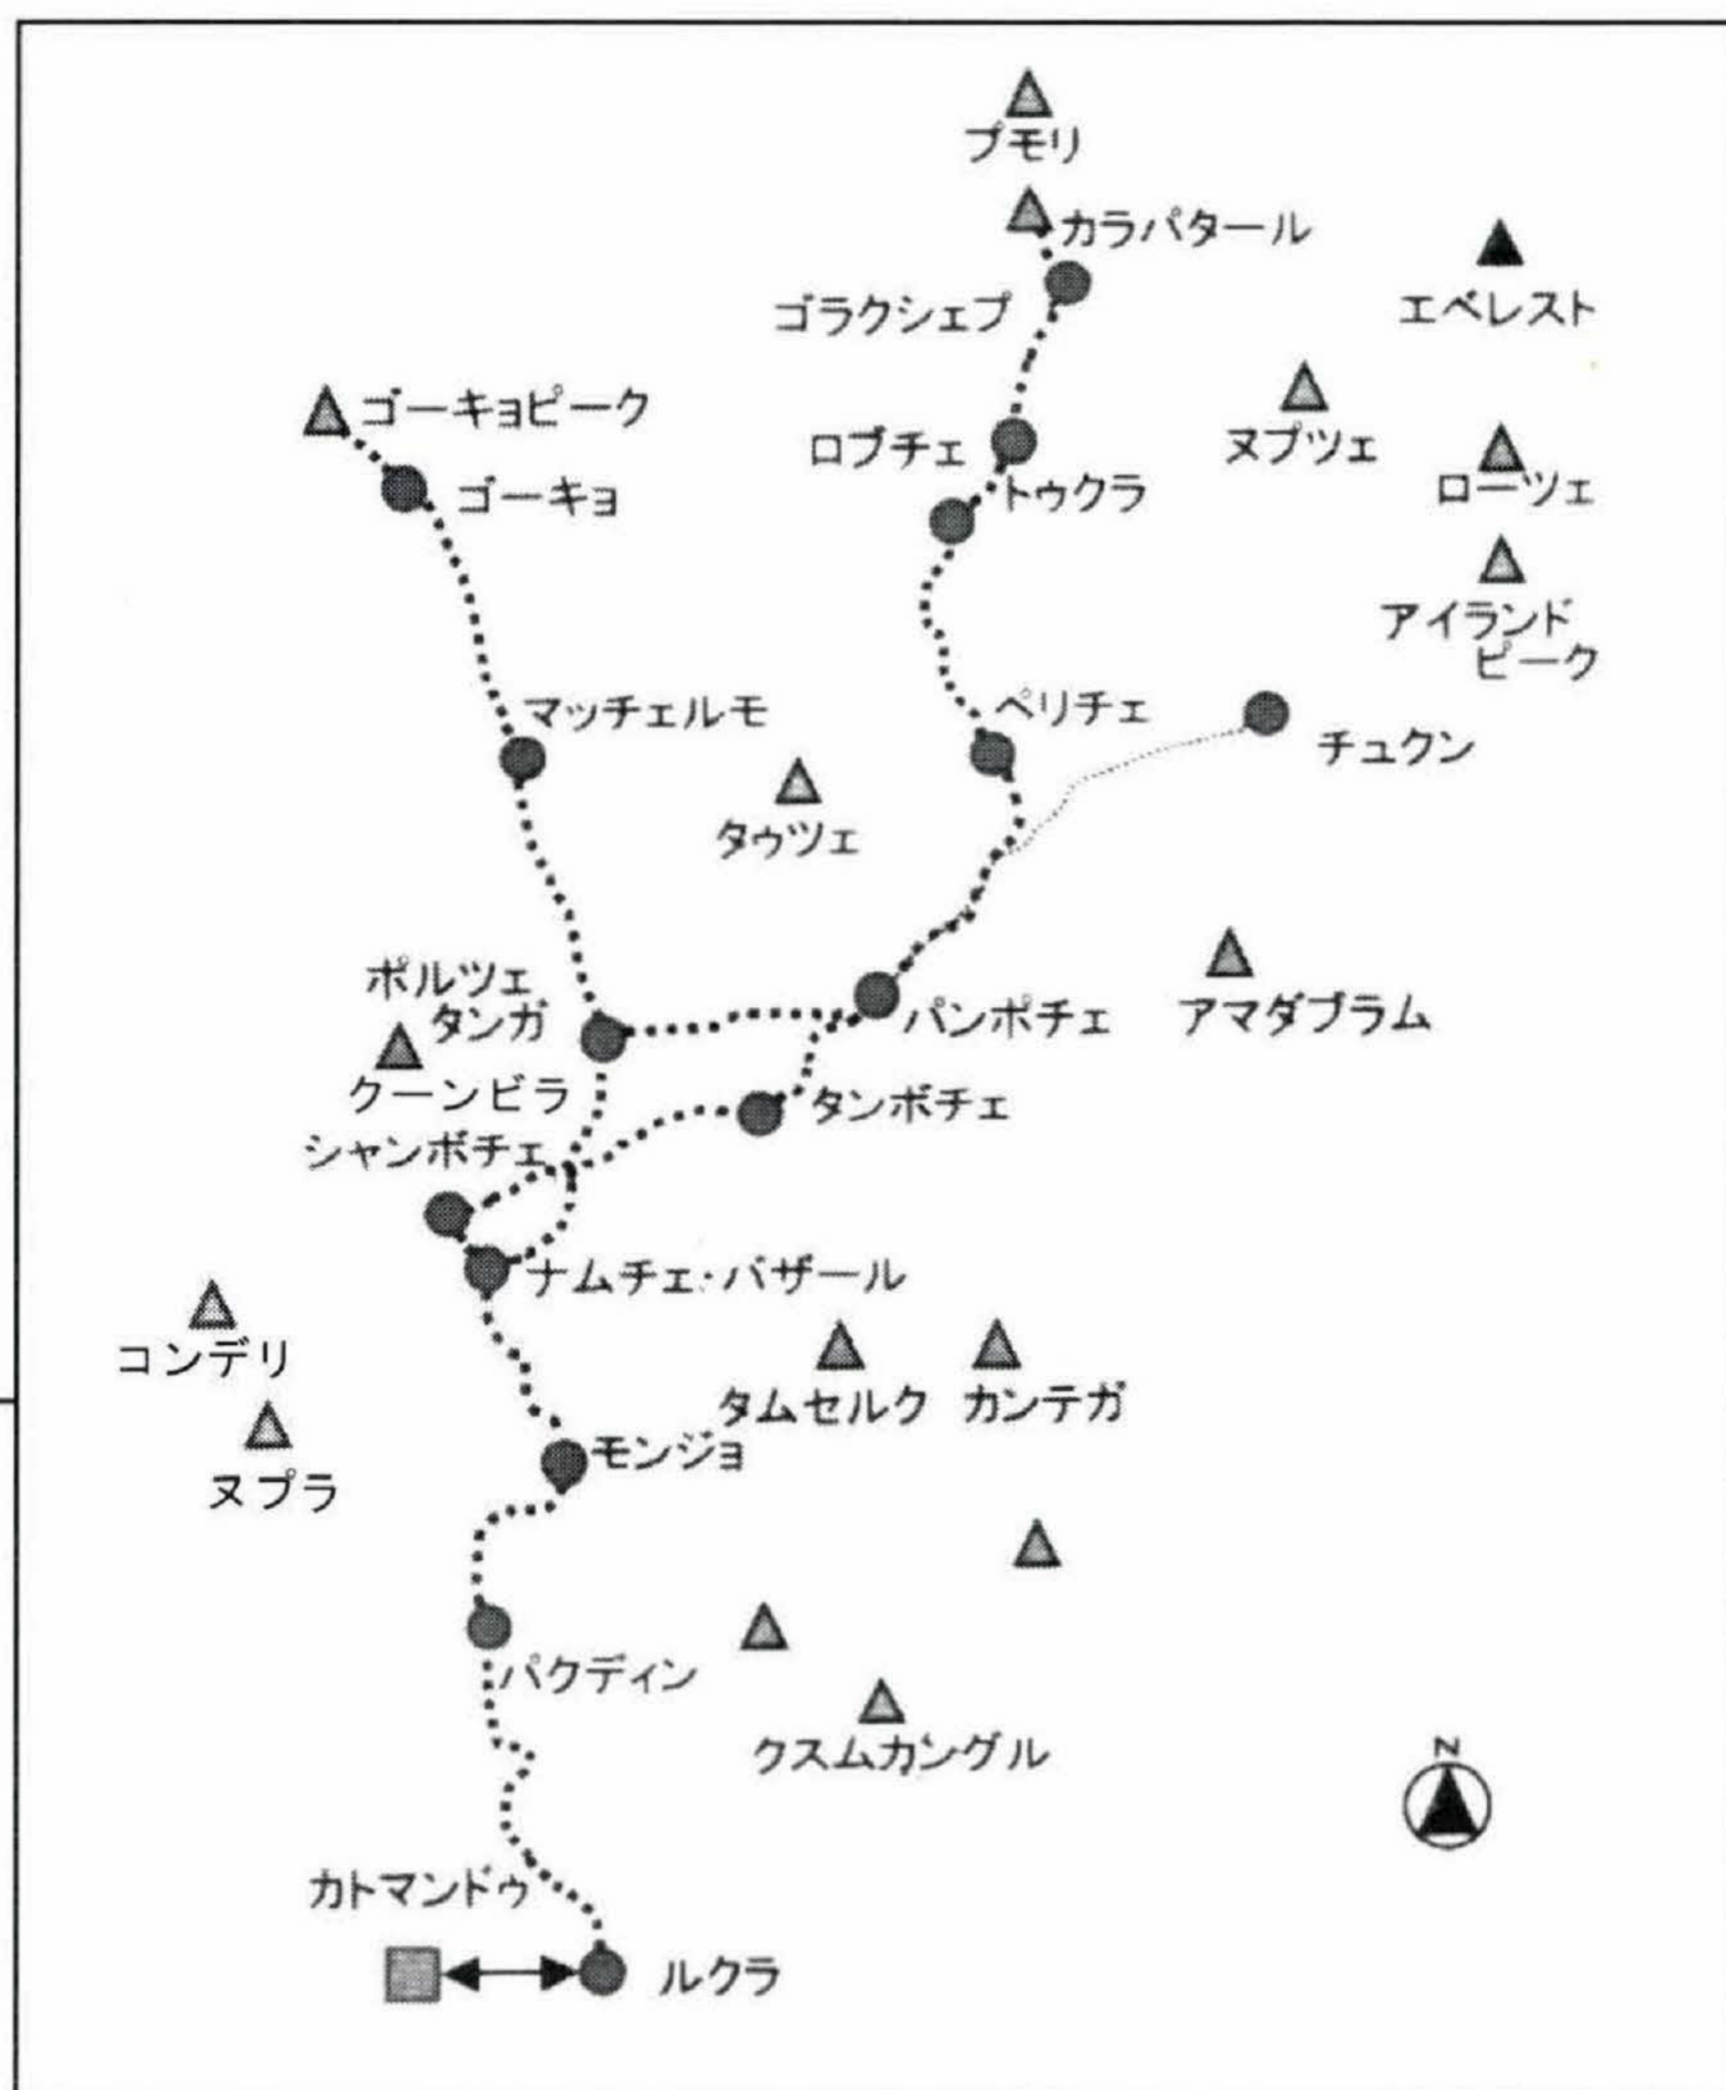 プモリ
カラパタール
エベレスト
ゴラクシェプ
ゴーキョピーク
ロブチェ
ヌプツェ
ローツェ
ゴーキョ
トゥクラ
アイランド
ピーク
マッチェルモ
ペリチェ
チュクン
タゥツェ
ポルツェ
タンガ
パンポチェ
アマダブラム
クーンビラ
タンボチェ
シャンボチェ
ナムチェ・バザール
コンデリ
タムセルク
カンテガ
モンジョ
ヌプラ
パクディン
クスムカングル
N
カトマンドゥ
ルクラ